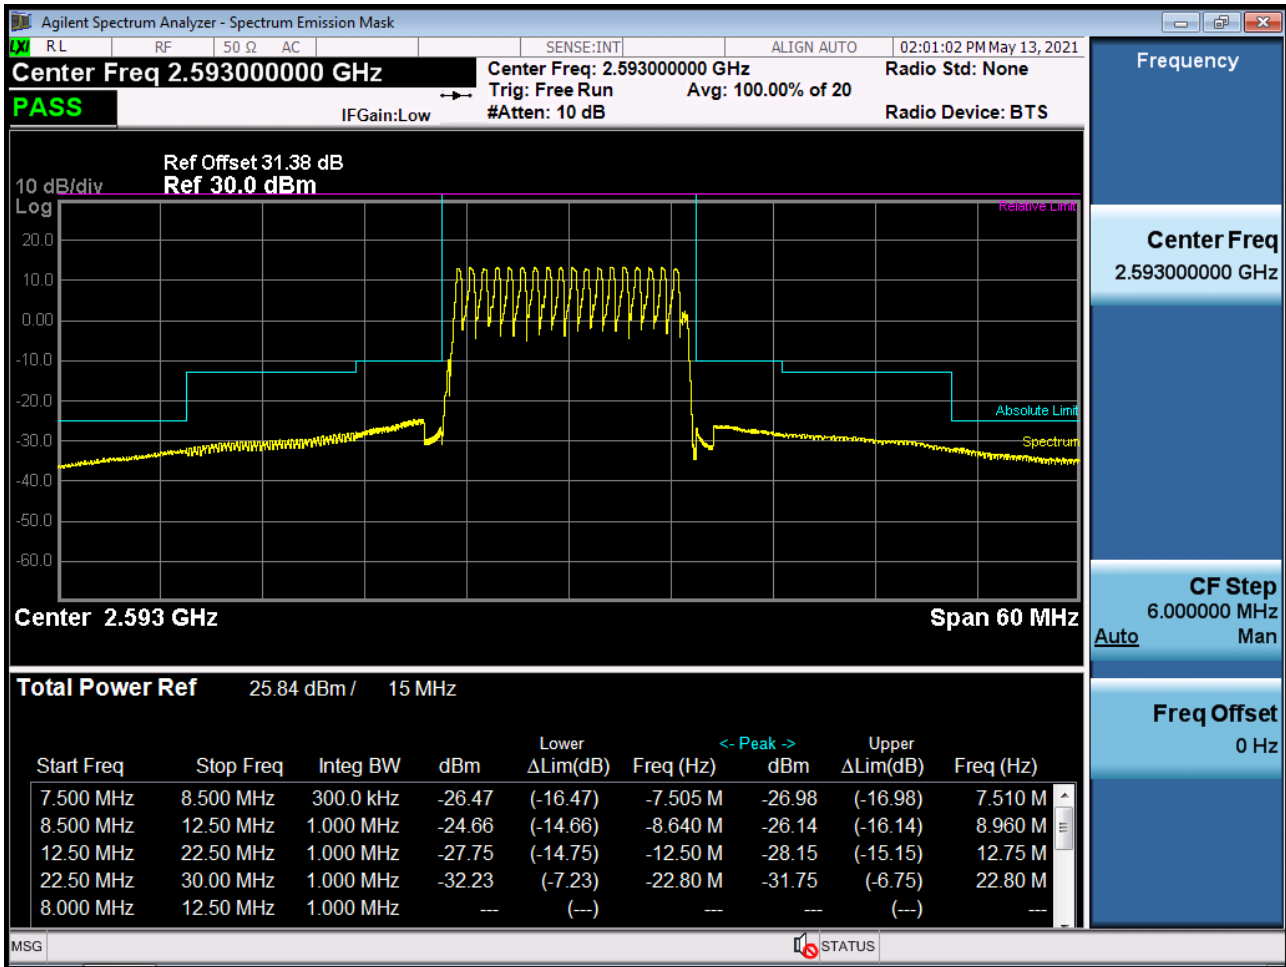 Agilent Spectrum Analyzer - Spectrum Emission Mask
LXI RL RF 50 Ω AC SENSE:INT ALIGN AUTO 02:01:02 PM May 13, 2021
Center Freq 2.593000000 GHz
Center Freq: 2.593000000 GHz
Radio Std: None
Trig: Free Run
Avg: 100.00% of 20
PASS
IFGain:Low
#Atten: 10 dB
Radio Device: BTS
Ref Offset 31.38 dB
10 dB/div Ref 30.0 dBm
Log
Relative Limit
20.0
10.0
0.00
-10.0
-20.0
Absolute Limit
-30.0
Spectrum
-40.0
-50.0
-60.0
Center 2.593 GHz Span 60 MHz
Total Power Ref 25.84 dBm / 15 MHz
Lower <- Peak -> Upper
Start Freq Stop Freq Integ BW dBm ΔLim(dB) Freq (Hz) dBm ΔLim(dB) Freq (Hz)
7.500 MHz 8.500 MHz 300.0 kHz -26.47 (-16.47) -7.505 M -26.98 (-16.98) 7.510 M
8.500 MHz 12.50 MHz 1.000 MHz -24.66 (-14.66) -8.640 M -26.14 (-16.14) 8.960 M
12.50 MHz 22.50 MHz 1.000 MHz -27.75 (-14.75) -12.50 M -28.15 (-15.15) 12.75 M
22.50 MHz 30.00 MHz 1.000 MHz -32.23 (-7.23) -22.80 M -31.75 (-6.75) 22.80 M
8.000 MHz 12.50 MHz 1.000 MHz --- (---) --- --- (---) ---
MSG STATUS
Frequency
Center Freq
2.593000000 GHz
CF Step
6.000000 MHz
Auto Man
Freq Offset
0 Hz